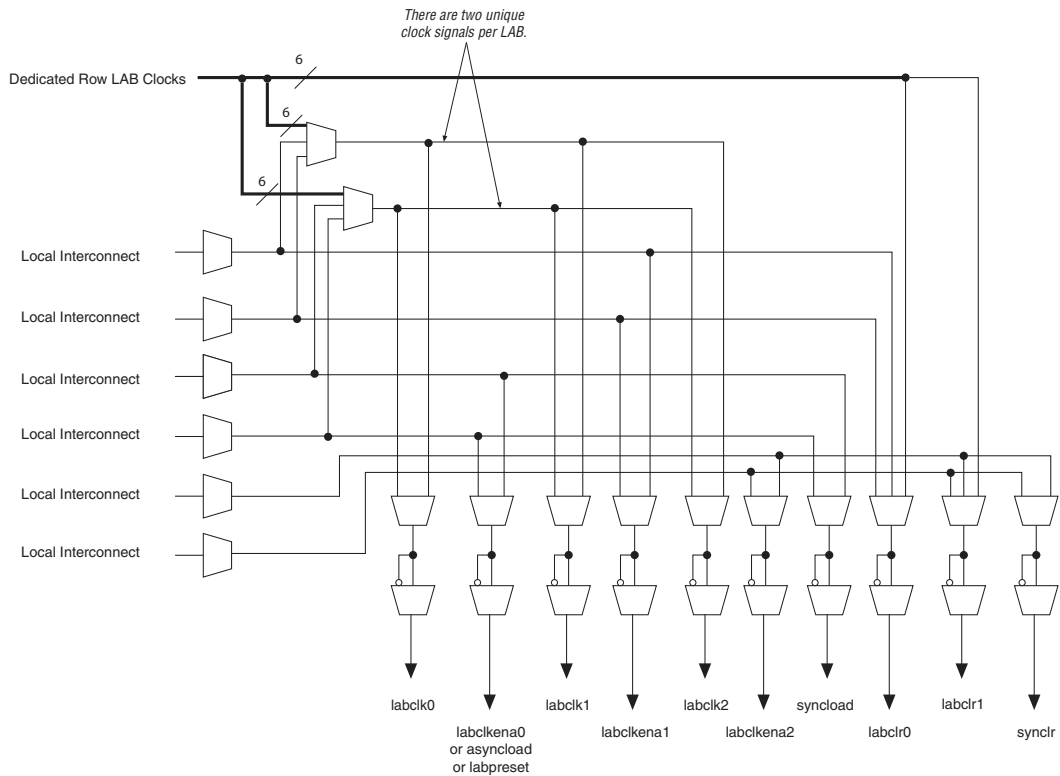 There are two unique
clock signals per LAB.
6
Dedicated Row LAB Clocks
6
6
Local Interconnect
Local Interconnect
Local Interconnect
Local Interconnect
Local Interconnect
Local Interconnect
labclk0
labclk1
labclk2
syncload
labclr1
labclkena0
or asyncload
or labpreset
labclkena1
labclkena2
labclr0
synclr